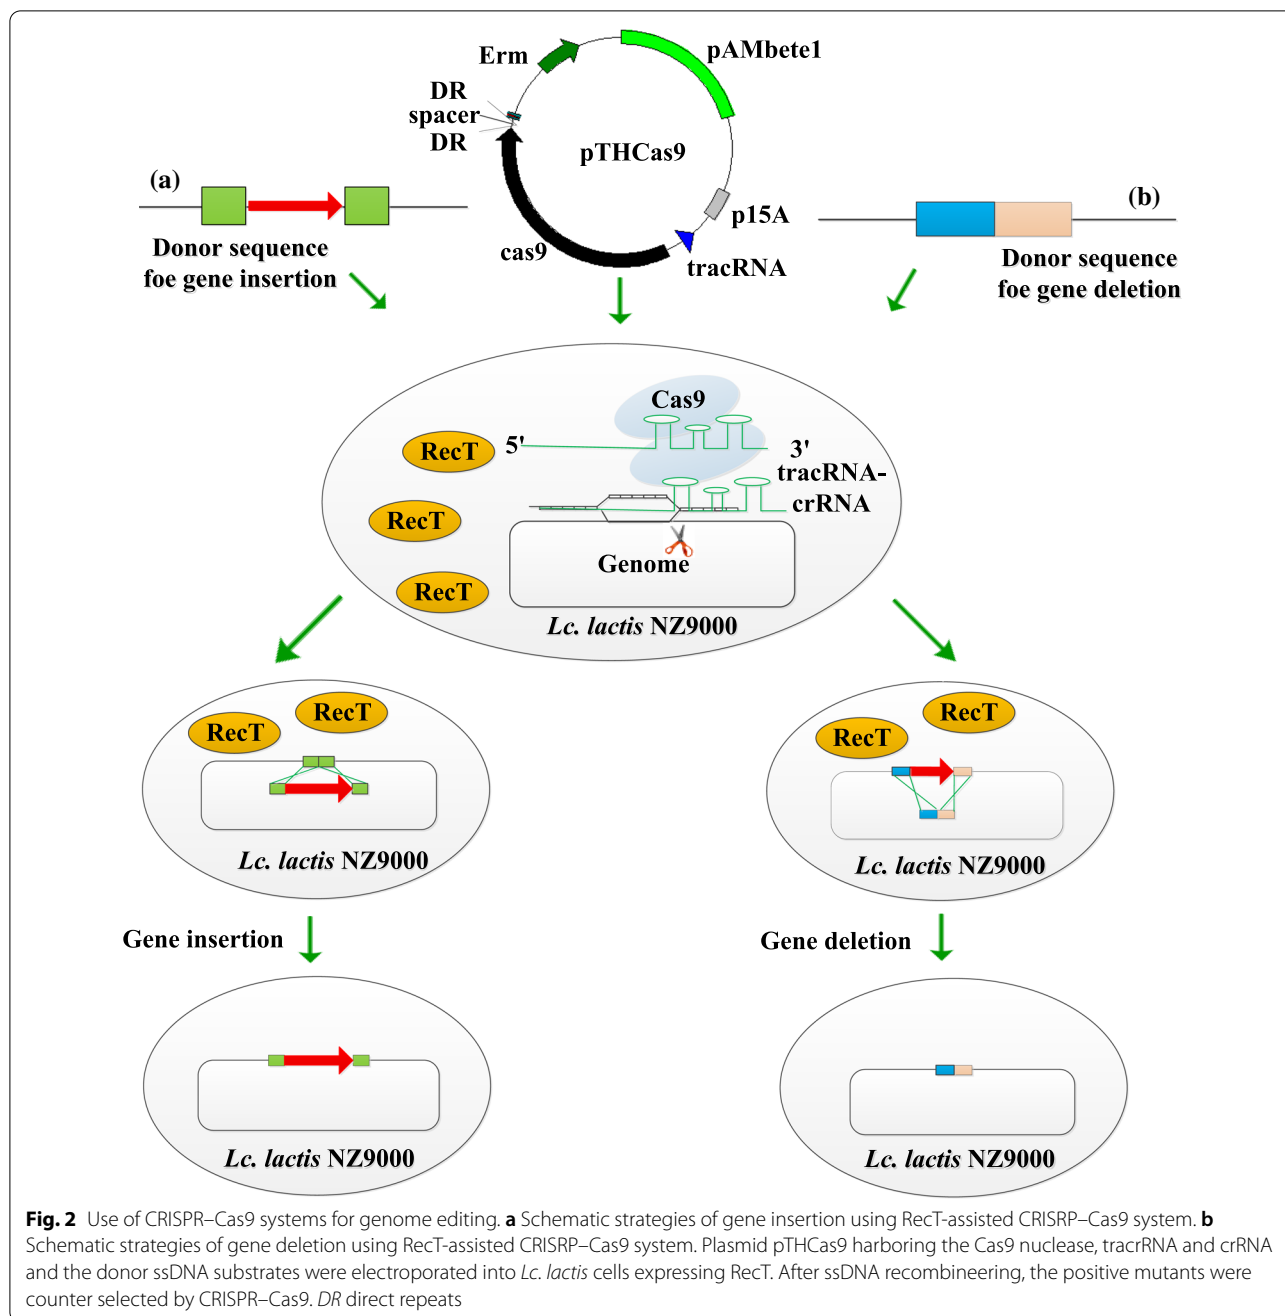 Erm
pAMbete1
DR
spacer
DR
pTHCas9
(a)
(b)
p15A
Donor sequence
foe gene insertion
cas9
tracRNA
Donor sequence
foe gene deletion
Cas9
RecT
5'
3'
tracRNA-
crRNA
RecT
Genome
RecT
Lc. lactis NZ9000
RecT
RecT
RecT
RecT
Lc. lactis NZ9000
Lc. lactis NZ9000
Gene insertion
Gene deletion
Lc. lactis NZ9000
Lc. lactis NZ9000
Fig. 2 Use of CRISPR–Cas9 systems for genome editing. a Schematic strategies of gene insertion using RecT-assisted CRISRP–Cas9 system. b
Schematic strategies of gene deletion using RecT-assisted CRISRP–Cas9 system. Plasmid pTHCas9 harboring the Cas9 nuclease, tracrRNA and crRNA
and the donor ssDNA substrates were electroporated into Lc. lactis cells expressing RecT. After ssDNA recombineering, the positive mutants were
counter selected by CRISPR–Cas9. DR direct repeats